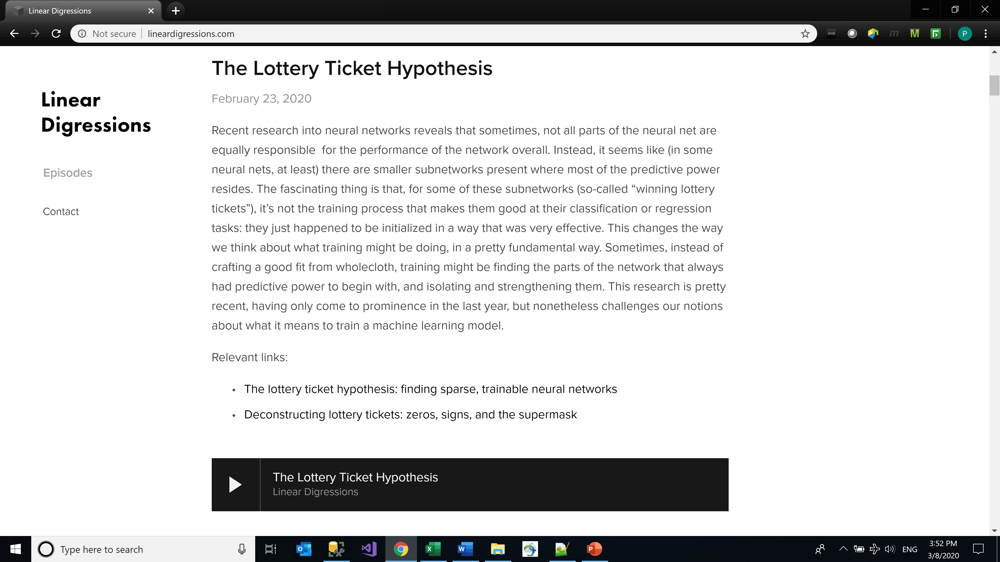 Linear Digressions
Not secure
lineardigressions.com
(md)
m
M
P
Linear
Digressions
Episodes
Contact
The Lottery Ticket Hypothesis
February 23, 2020
Recent research into neural networks reveals that sometimes, not all parts of the neural net are
equally responsible  for the performance of the network overall. Instead, it seems like (in some
neural nets, at least) there are smaller subnetworks present where most of the predictive power
resides. The fascinating thing is that, for some of these subnetworks (so-called “winning lottery
tickets”), it’s not the training process that makes them good at their classification or regression
tasks: they just happened to be initialized in a way that was very effective. This changes the way
we think about what training might be doing, in a pretty fundamental way. Sometimes, instead of
crafting a good fit from wholecloth, training might be finding the parts of the network that always
had predictive power to begin with, and isolating and strengthening them. This research is pretty
recent, having only come to prominence in the last year, but nonetheless challenges our notions
about what it means to train a machine learning model.
Relevant links:
• The lottery ticket hypothesis: finding sparse, trainable neural networks
• Deconstructing lottery tickets: zeros, signs, and the supermask
The Lottery Ticket Hypothesis
Linear Digressions
Type here to search
O
X
W
P
ENG
3:52 PM
3/8/2020